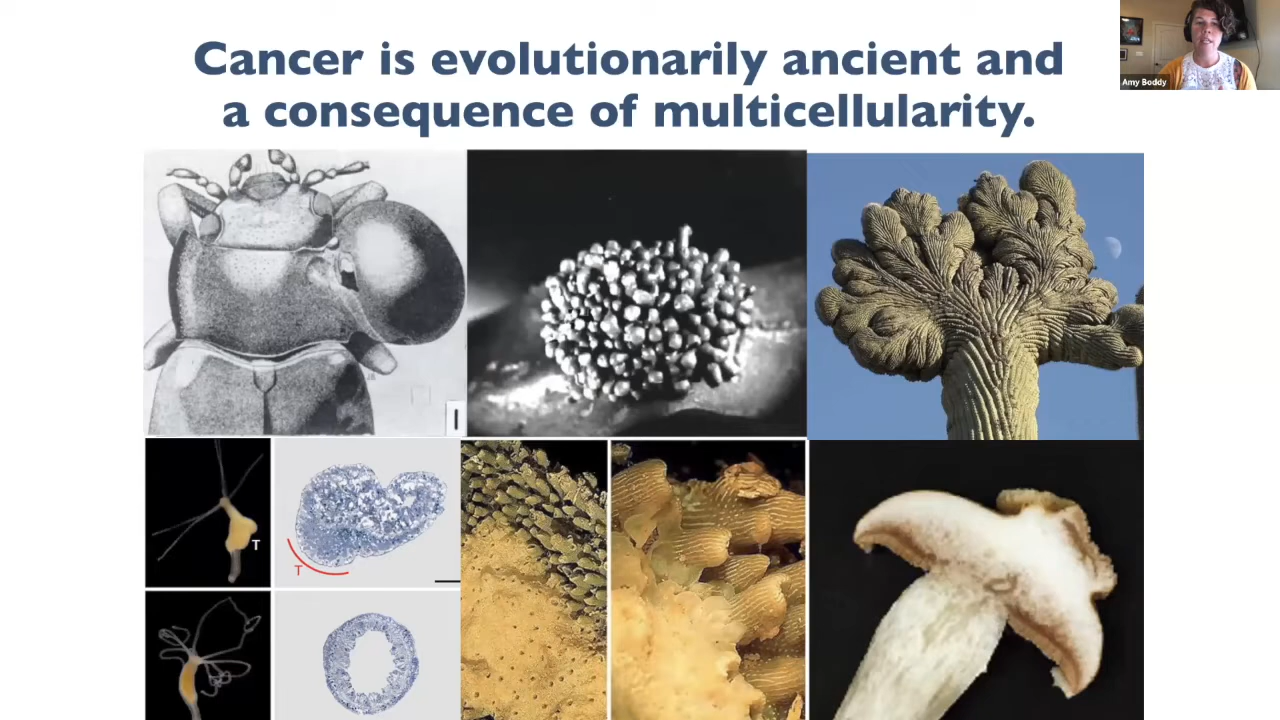 Cancer is evolutionarily ancient and
a consequence of multicellularity.
Amy Boddy
T
T